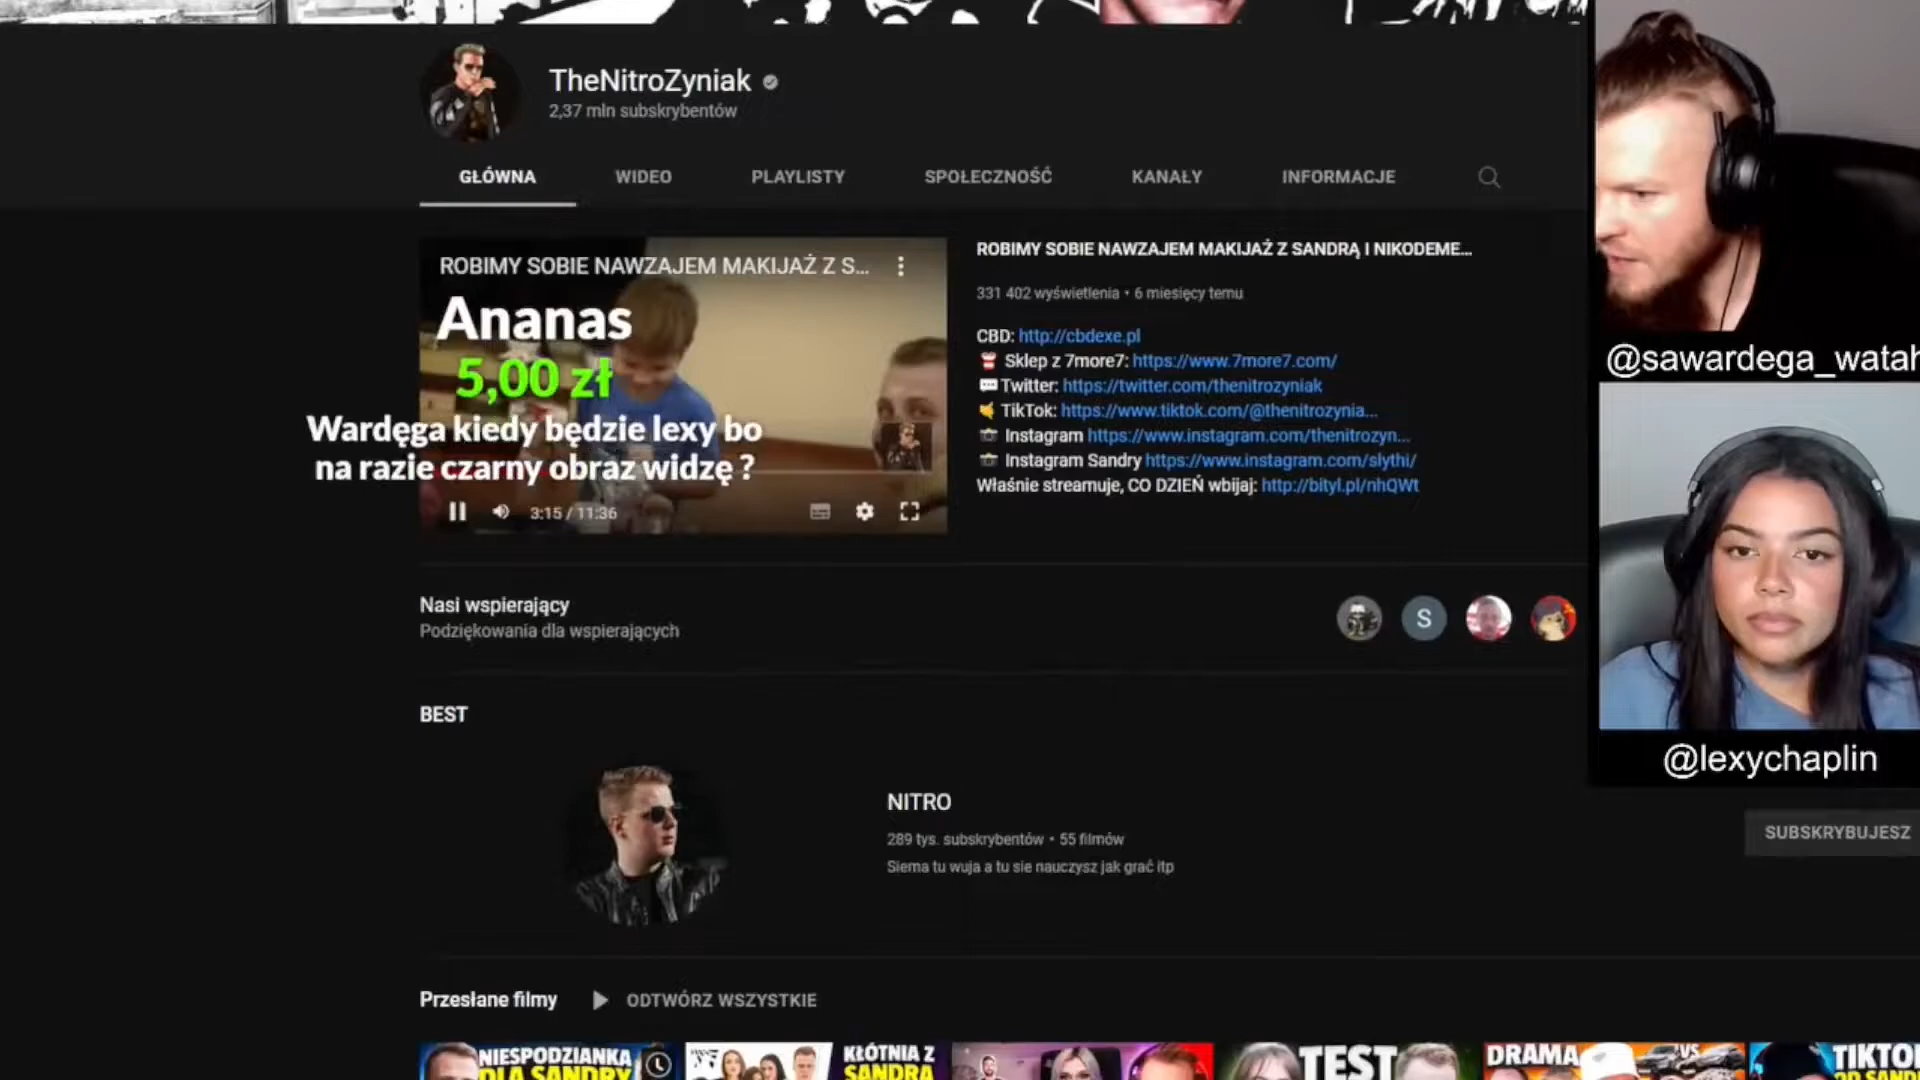 TheNitroZyniak
2,37 mln subskrybentów
GŁÓWNA
WIDEO
PLAYLISTY
SPOŁECZNOŚĆ
KANAŁY
INFORMACJE
ROBIMY SOBIE NAWZAJEM MAKIJAŻ Z S...
Ananas
5,00 zł
Wardęga kiedy będzie lexy bo
na razie czarny obraz widzę ?
3:15 / 11:36
ROBIMY SOBIE NAWZAJEM MAKIJAŻ Z SANDRĄ I NIKODEME...
331 402 wyświetlenia • 6 miesięcy temu
CBD: http://cbdexe.pl
Sklep z 7more7: https://www.7more7.com/
Twitter: https://twitter.com/thenitrozyniak
TikTok: https://www.tiktok.com/@thenitrozynia...
Instagram https://www.instagram.com/thenitrozyn...
Instagram Sandry https://www.instagram.com/slythi/
Właśnie streamuje, CO DZIEŃ wbijaj: http://bityl.pl/nhQWt
@sawardega_watah
@lexychaplin
Nasi wspierający
Podziękowania dla wspierających
S
BEST
NITRO
289 tys. subskrybentów • 55 filmów
Siema tu wuja a tu sie nauczysz jak grać itp
SUBSKRYBUJESZ
Przesłane filmy
ODTWÓRZ WSZYSTKIE
NIESPODZIANKA
DLA SANDRY
KŁÓTNIA Z
SANDRĄ
TEST
DRAMA
VS
TIKTO